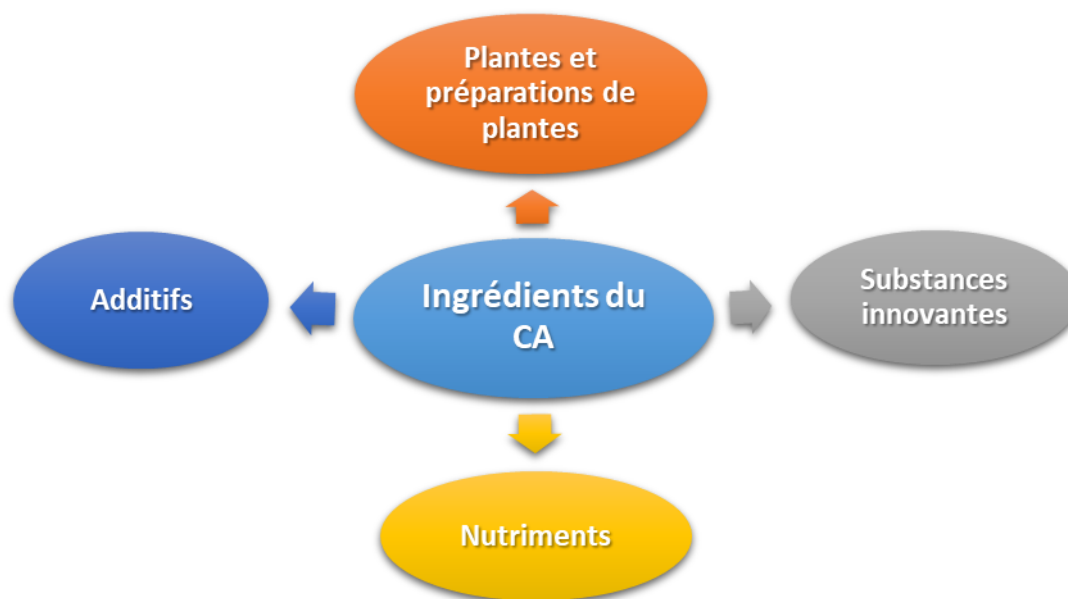 Plantes et
préparations de
plantes
Additifs
Ingrédients du
CA
Substances
innovantes
Nutriments